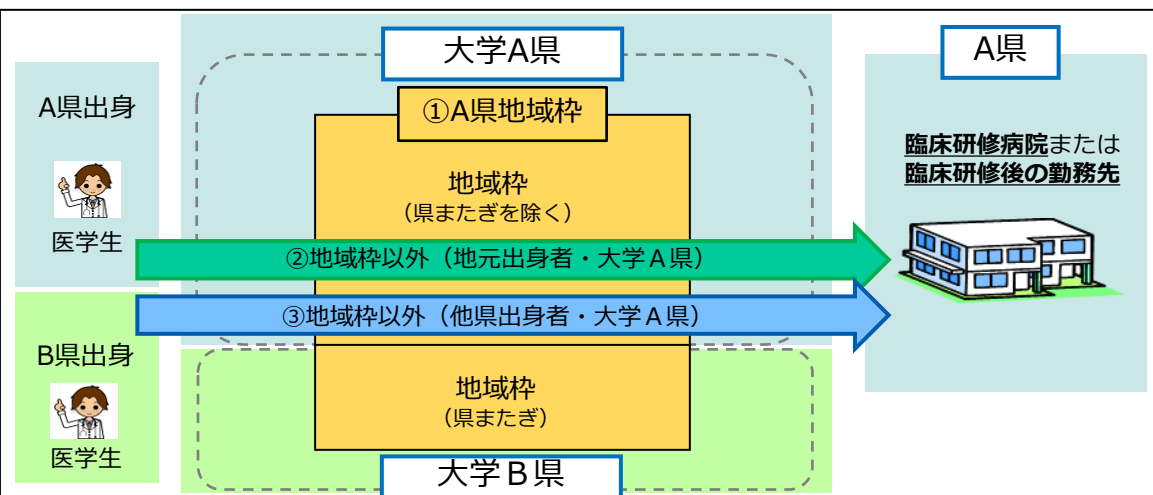 大学A県
A県
A県出身
医学生
①A県地域枠
地域枠
（県またぎを除く）
臨床研修病院または
臨床研修後の勤務先
②地域枠以外（地元出身者・大学Ａ県）
③地域枠以外（他県出身者・大学Ａ県）
B県出身
医学生
地域枠
（県またぎ）
大学Ｂ県